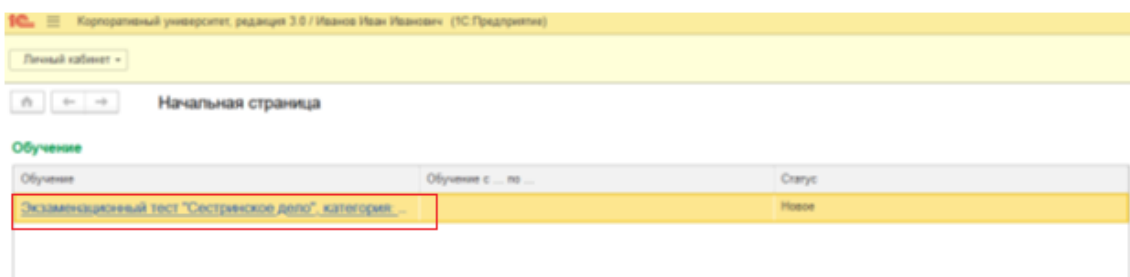 1С Корпоративный университет, редакция 3.0 / Иванов Иван Иванович (1С:Предприятие)
Личный кабинет
Начальная страница
Обучение
Обучение Обучение с ... по ... Статус
Экзаменационный тест "Сестринское дело", категория: ... Новое